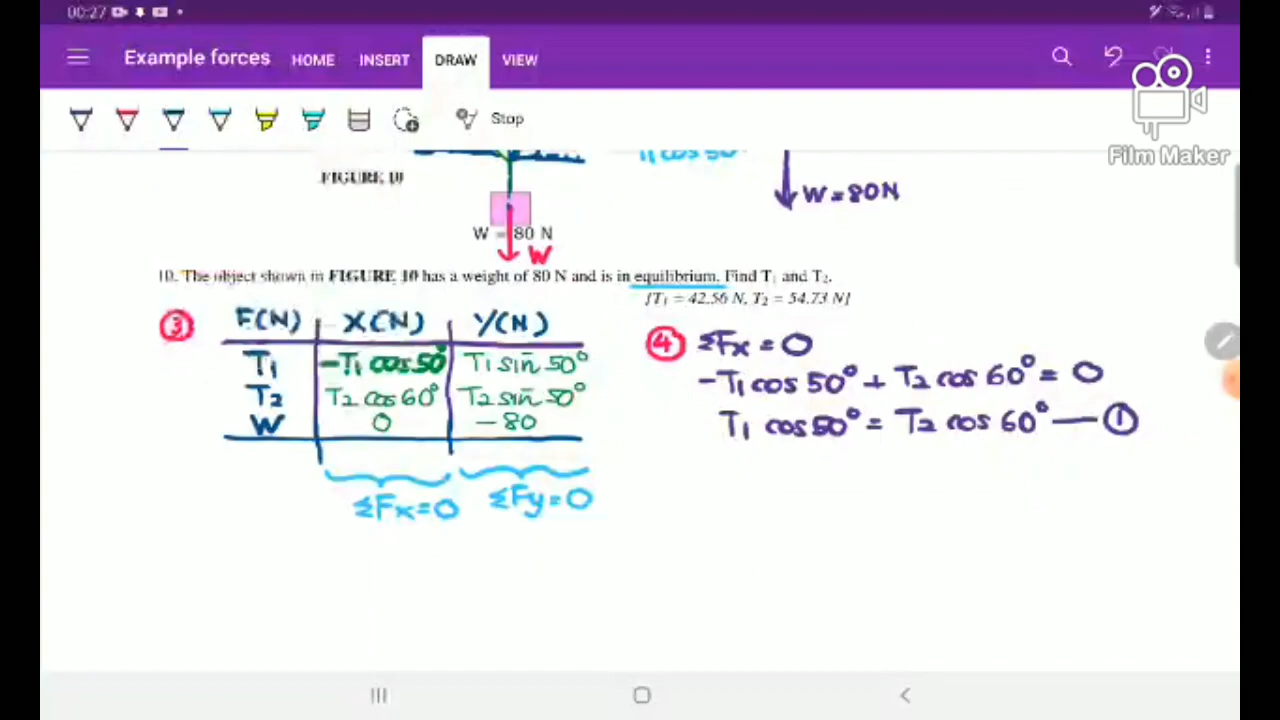 00:27
Example forces HOME INSERT DRAW VIEW
Stop
Film Maker
T1 cos 50°
FIGURE 10
W = 80N
W = 80 N
W
10. The object shown in FIGURE 10 has a weight of 80 N and is in equilibrium. Find T1 and T2.
[T1 = 42.56 N, T2 = 54.73 N]
③ F(N) X(N) Y(N)
T1 -T1 cos 50° T1 sin 50°
T2 T2 cos 60° T2 sin 50°
W 0 -80
ΣFx=0 ΣFy=0
④ ΣFx = 0
-T1 cos 50° + T2 cos 60° = 0
T1 cos 50° = T2 cos 60° — ①